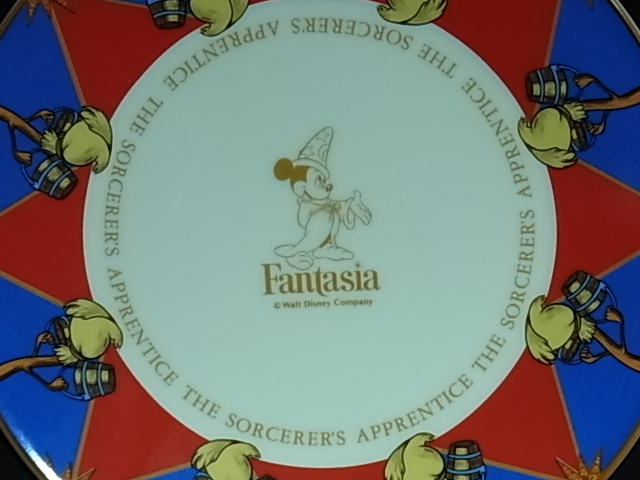 THE SORCERER'S APPRENTICE THE SORCERER'S APPRENTICE THE SORCERER'S APPRENTICE THE SORCERER'S APPRENTICE
Fantasia
© Walt Disney Company